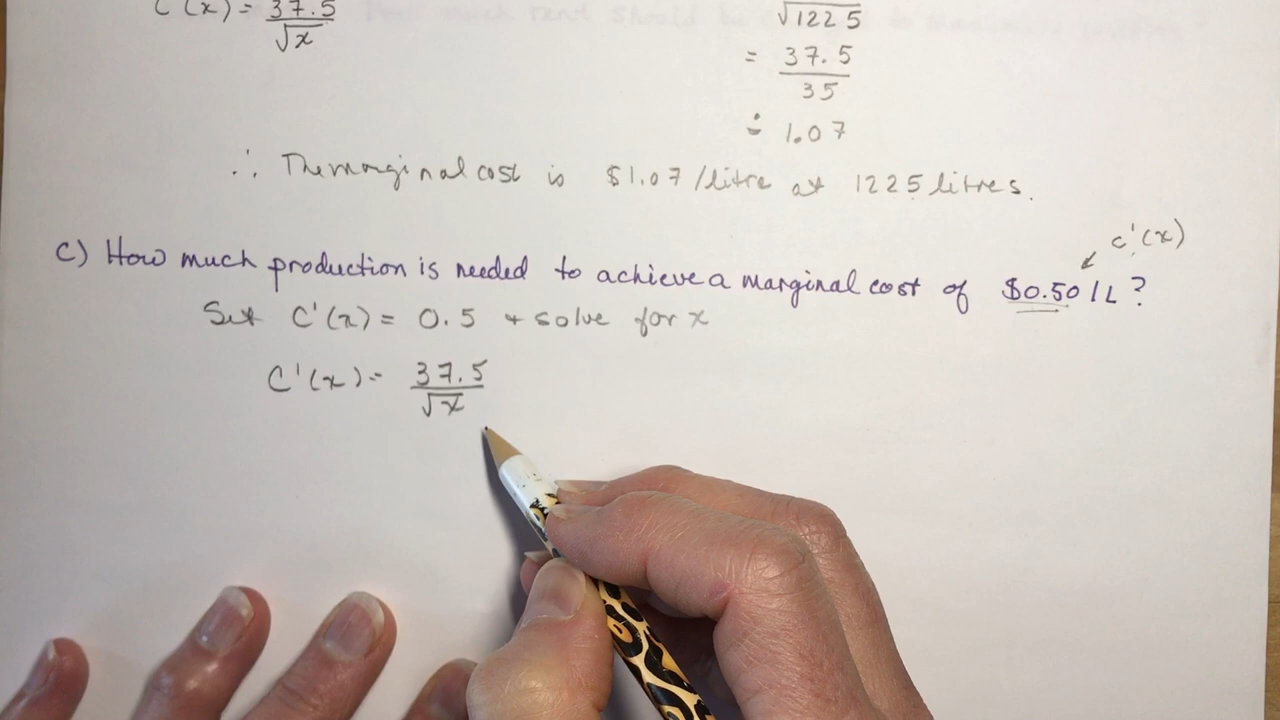 C'(x) = 37.5
√x
√1225
= 37.5
35
≐ 1.07
∴ The marginal cost is $1.07/litre at 1225 litres.
c'(x)
C) How much production is needed to achieve a marginal cost of $0.50/L?
Set C'(x) = 0.5 + solve for x
C'(x) = 37.5
√x